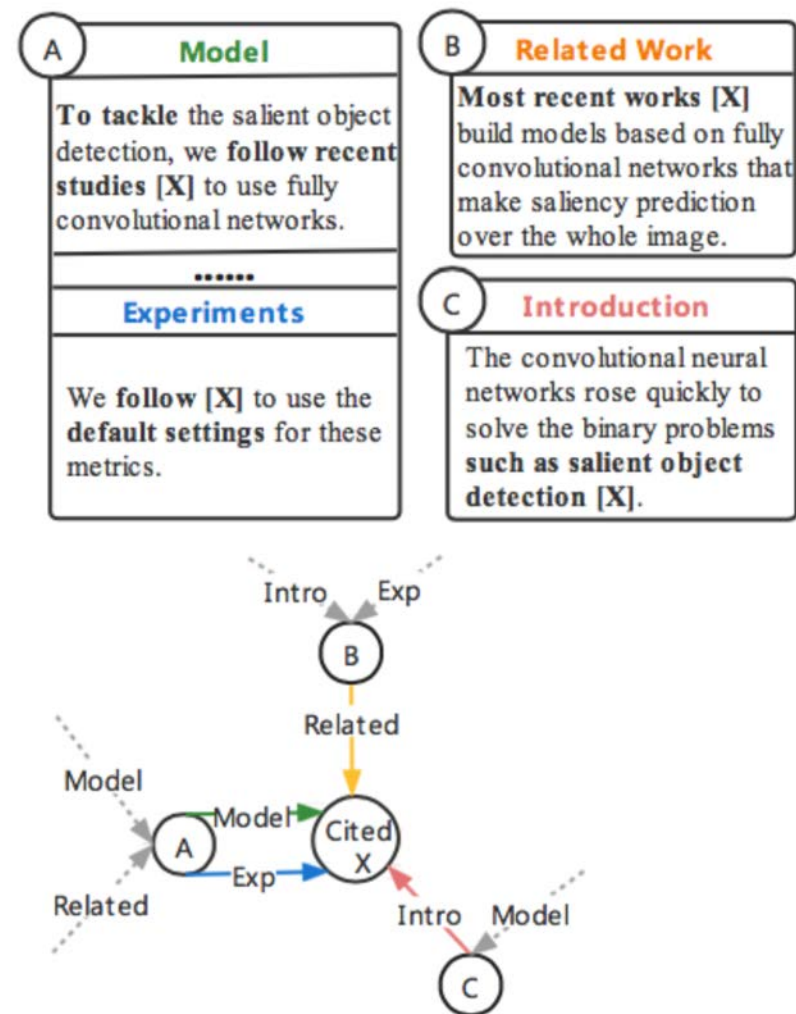 A
Model
To tackle the salient object
detection, we follow recent
studies [X] to use fully
convolutional networks.
......
Experiments
We follow [X] to use the
default settings for these
metrics.
B
Related Work
Most recent works [X]
build models based on fully
convolutional networks that
make saliency prediction
over the whole image.
C
Introduction
The convolutional neural
networks rose quickly to
solve the binary problems
such as salient object
detection [X].
Intro
Exp
B
Related
Model
A
Model
Cited
X
Exp
Related
Intro
Model
C